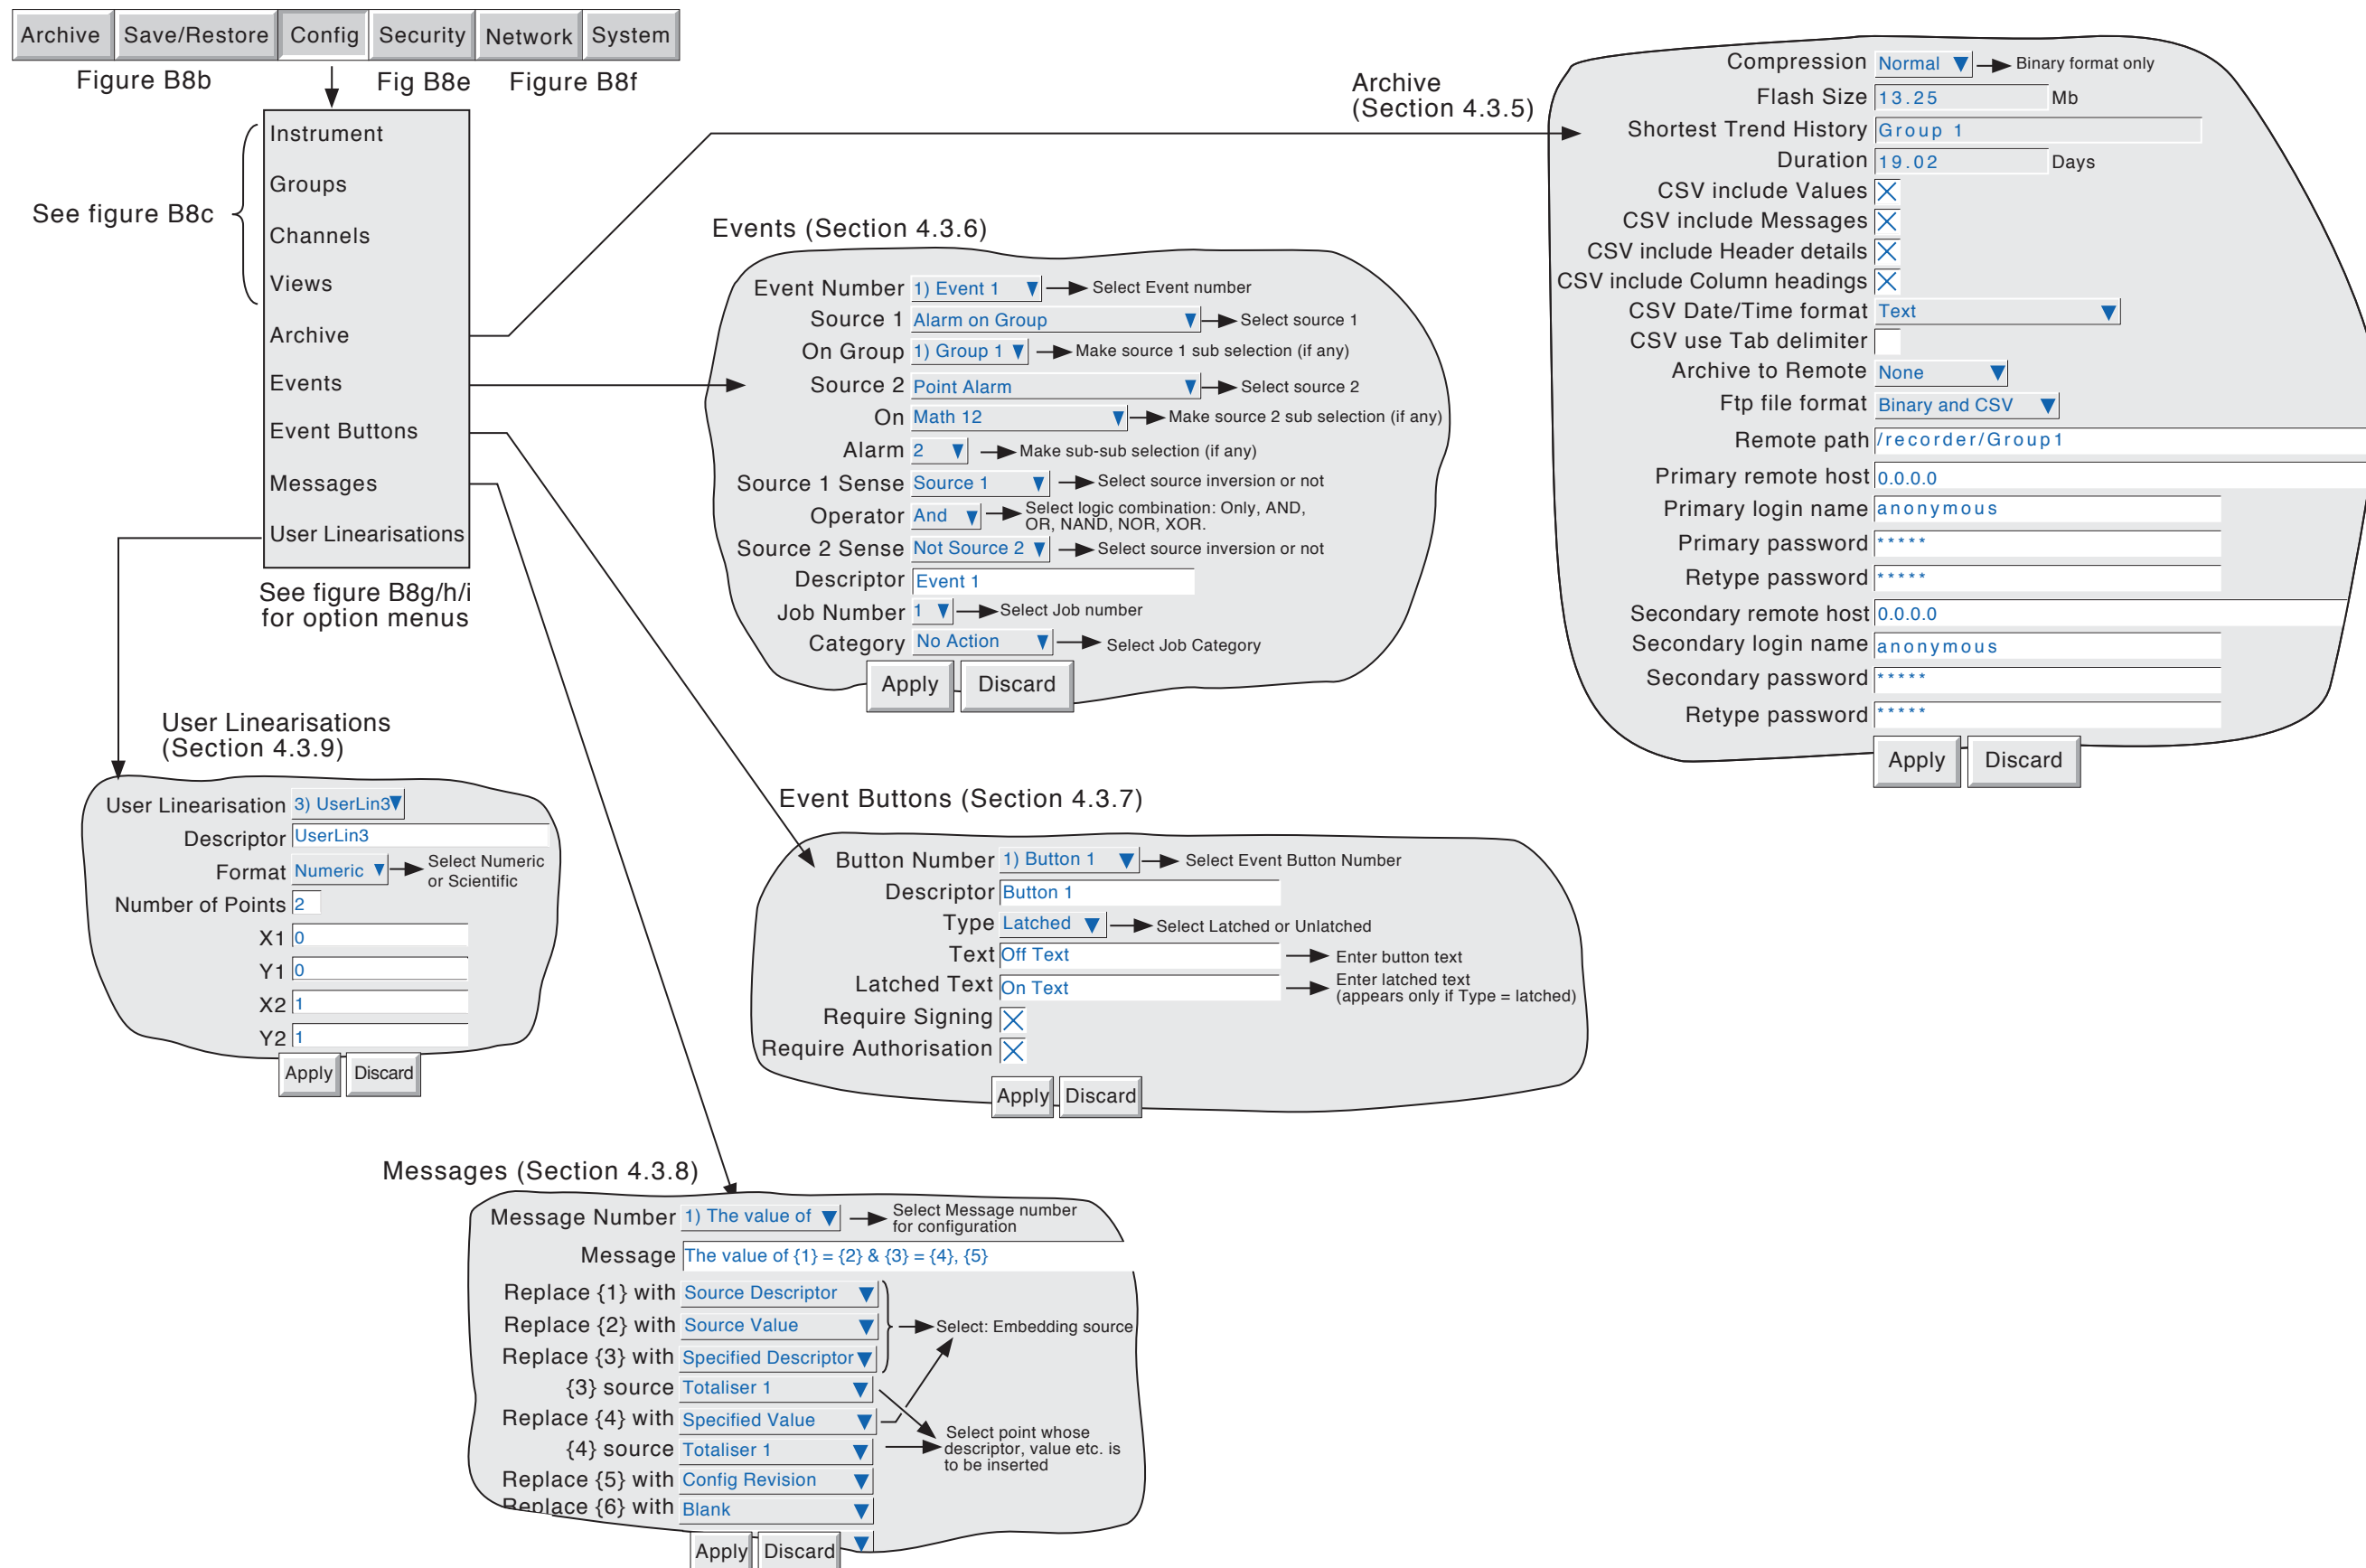 Archive Save/Restore Config Security Network System
Figure B8b Fig B8e Figure B8f
Instrument
Groups
See figure B8c
Channels
Views
Archive
Events
Event Buttons
Messages
User Linearisations
See figure B8g/h/i
for option menus
Archive
(Section 4.3.5)
Compression Normal Binary format only
Flash Size 13.25 Mb
Shortest Trend History Group 1
Duration 19.02 Days
CSV include Values
CSV include Messages
CSV include Header details
CSV include Column headings
CSV Date/Time format Text
CSV use Tab delimiter
Archive to Remote None
Ftp file format Binary and CSV
Remote path /recorder/Group1
Primary remote host 0.0.0.0
Primary login name anonymous
Primary password *****
Retype password *****
Secondary remote host 0.0.0.0
Secondary login name anonymous
Secondary password *****
Retype password *****
Apply Discard
Events (Section 4.3.6)
Event Number 1) Event 1 Select Event number
Source 1 Alarm on Group Select source 1
On Group 1) Group 1 Make source 1 sub selection (if any)
Source 2 Point Alarm Select source 2
On Math 12 Make source 2 sub selection (if any)
Alarm 2 Make sub-sub selection (if any)
Source 1 Sense Source 1 Select source inversion or not
Operator And Select logic combination: Only, AND,
OR, NAND, NOR, XOR.
Source 2 Sense Not Source 2 Select source inversion or not
Descriptor Event 1
Job Number 1 Select Job number
Category No Action Select Job Category
Apply Discard
User Linearisations
(Section 4.3.9)
User Linearisation 3) UserLin3
Descriptor UserLin3
Format Numeric Select Numeric
or Scientific
Number of Points 2
X1 0
Y1 0
X2 1
Y2 1
Apply Discard
Event Buttons (Section 4.3.7)
Button Number 1) Button 1 Select Event Button Number
Descriptor Button 1
Type Latched Select Latched or Unlatched
Text Off Text Enter button text
Latched Text On Text Enter latched text
(appears only if Type = latched)
Require Signing
Require Authorisation
Apply Discard
Messages (Section 4.3.8)
Message Number 1) The value of Select Message number
for configuration
Message The value of {1} = {2} & {3} = {4}, {5}
Replace {1} with Source Descriptor
Replace {2} with Source Value Select: Embedding source
Replace {3} with Specified Descriptor
{3} source Totaliser 1
Replace {4} with Specified Value
Select point whose
descriptor, value etc. is
to be inserted
{4} source Totaliser 1
Replace {5} with Config Revision
Replace {6} with Blank
Apply Discard